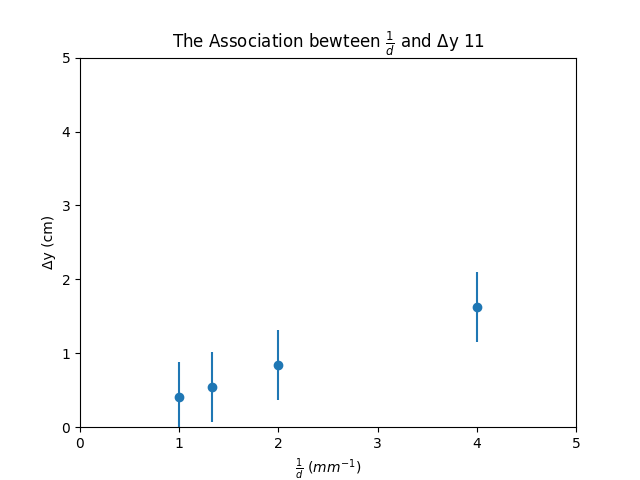 The Association bewteen 1/d and Δy 11
5
4
3
2
1
0
Δy (cm)
0 1 2 3 4 5
1/d (mm⁻¹)